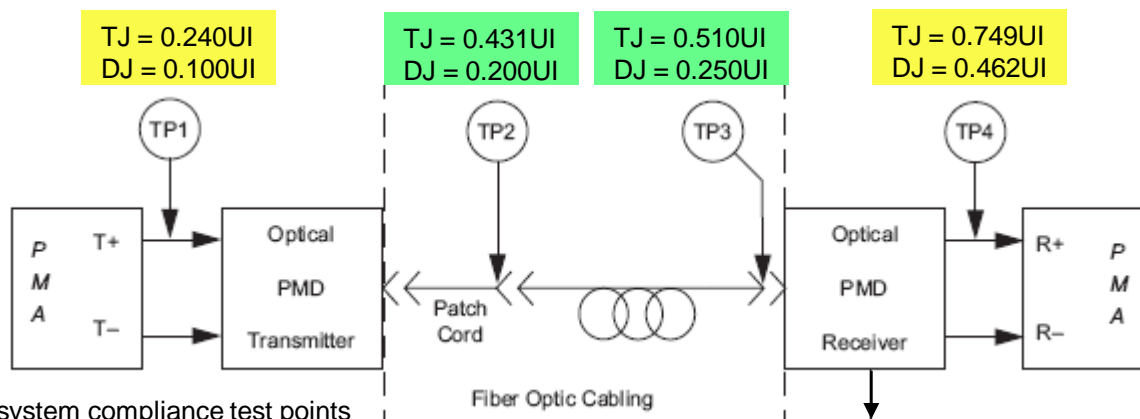 TJ = 0.240UI
DJ = 0.100UI
TJ = 0.431UI
DJ = 0.200UI
TJ = 0.510UI
DJ = 0.250UI
TJ = 0.749UI
DJ = 0.462UI
TP1
TP2
TP3
TP4
P
M
A
T+
T–
Optical
PMD
Transmitter
Patch
Cord
Optical
PMD
Receiver
R+
R–
P
M
A
Fiber Optic Cabling
system compliance test points